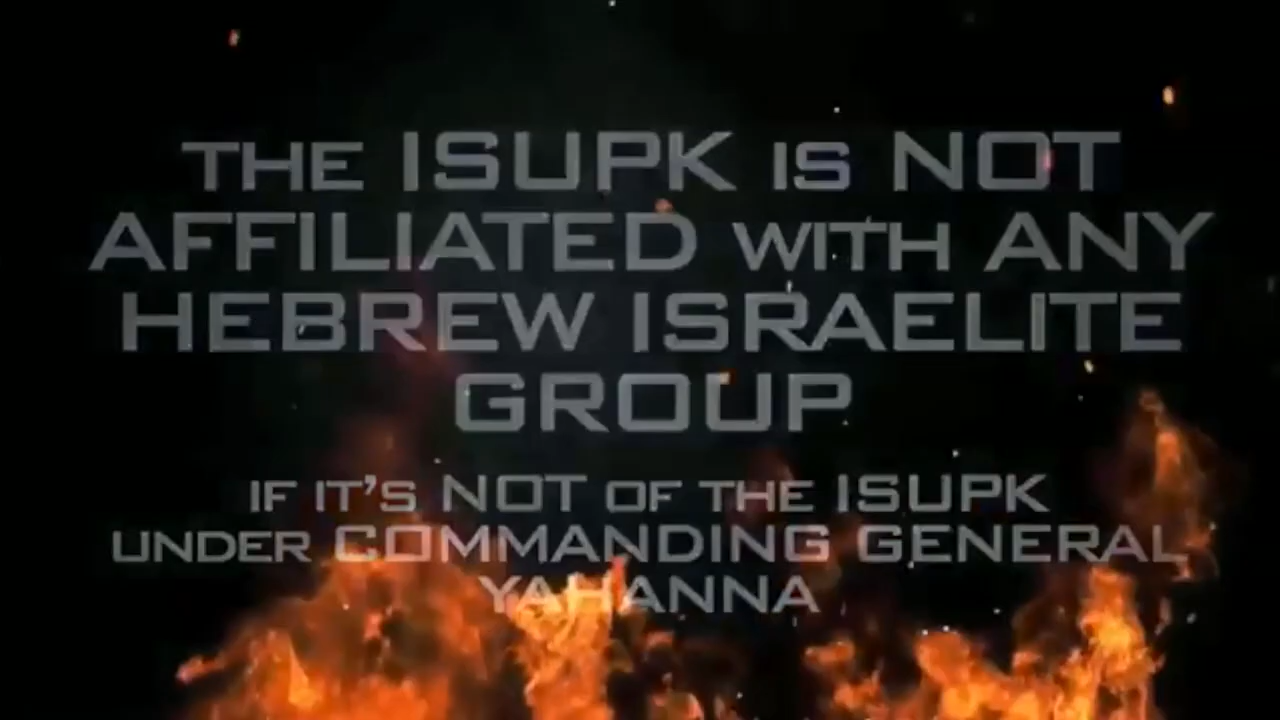 THE ISUPK IS NOT
AFFILIATED WITH ANY
HEBREW ISRAELITE
GROUP
IF IT'S NOT OF THE ISUPK
UNDER COMMANDING GENERAL
YAHANNA